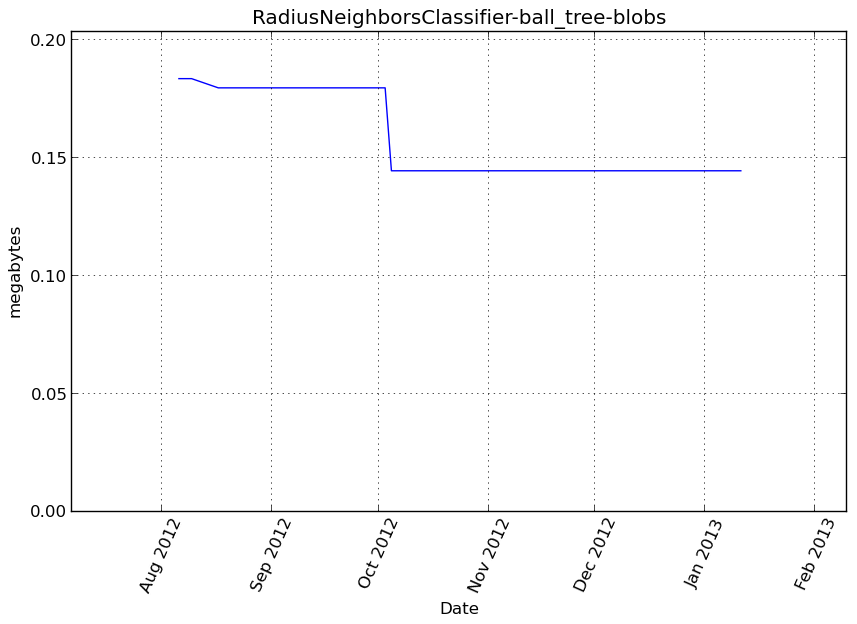 RadiusNeighborsClassifier-ball_tree-blobs
0.20
0.15
0.10
0.05
0.00
megabytes
Aug 2012
Sep 2012
Oct 2012
Nov 2012
Dec 2012
Jan 2013
Feb 2013
Date